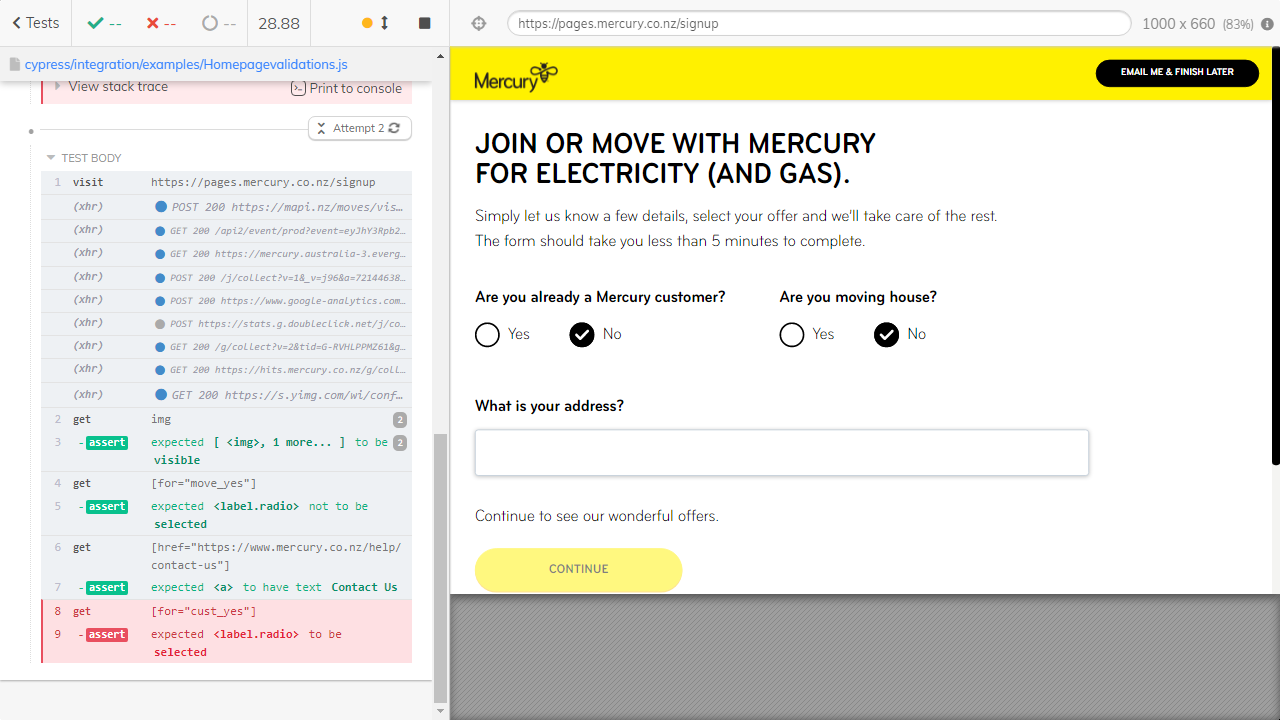 Tests
--
--
--
28.88
https://pages.mercury.co.nz/signup
1000 x 660 (83%)
cypress/integration/examples/Homepagevalidations.js
View stack trace
Print to console
Attempt 2
TEST BODY
1 visit https://pages.mercury.co.nz/signup
(xhr) POST 200 https://mapi.nz/moves/vis...
(xhr) GET 200 /api2/event/prod?event=eyJhY3Rpb2...
(xhr) GET 200 https://mercury.australia-3.everg...
(xhr) POST 200 /j/collect?v=1&_v=j96&a=72144638...
(xhr) POST 200 https://www.google-analytics.com...
(xhr) POST https://stats.g.doubleclick.net/j/co...
(xhr) GET 200 /g/collect?v=2&tid=G-RVHLPPMZ61&g...
(xhr) GET 200 https://hits.mercury.co.nz/g/coll...
(xhr) GET 200 https://s.yimg.com/wi/conf...
2 get img 2
3 -assert expected [ <img>, 1 more... ] to be 2
visible
4 get [for="move_yes"]
5 -assert expected <label.radio> not to be
selected
6 get [href="https://www.mercury.co.nz/help/
contact-us"]
7 -assert expected <a> to have text Contact Us
8 get [for="cust_yes"]
9 -assert expected <label.radio> to be
selected
Mercury
EMAIL ME & FINISH LATER
JOIN OR MOVE WITH MERCURY
FOR ELECTRICITY (AND GAS).
Simply let us know a few details, select your offer and we'll take care of the rest.
The form should take you less than 5 minutes to complete.
Are you already a Mercury customer? Are you moving house?
Yes No Yes No
What is your address?
Continue to see our wonderful offers.
CONTINUE